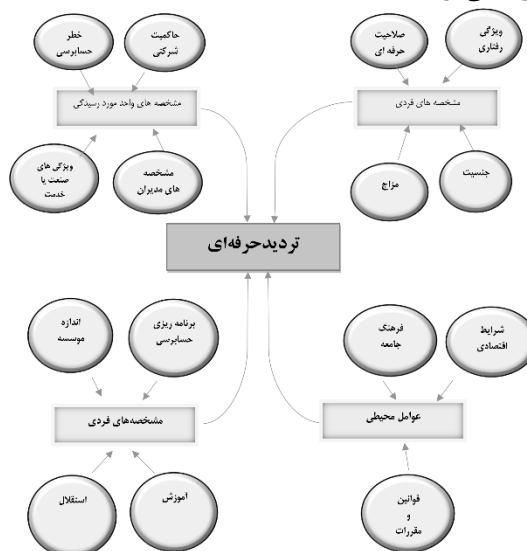 ویژگی
رفتاری
صلاحیت
حرفه ای
مشخصه های فردی
جنسیت
مزاج
حاکمیت
شرکتی
خطر
حسابرسی
مشخصه های واحد مورد رسیدگی
مشخصه
های مدیران
ویژگی های
صنعت یا
خدمت
تردیدحرفه‌ای
شرایط
اقتصادی
فرهنگ
جامعه
عوامل محیطی
قوانین
و
مقررات
برنامه ریزی
حسابرسی
اندازه
موسسه
مشخصه‌های فردی
آموزش
استقلال